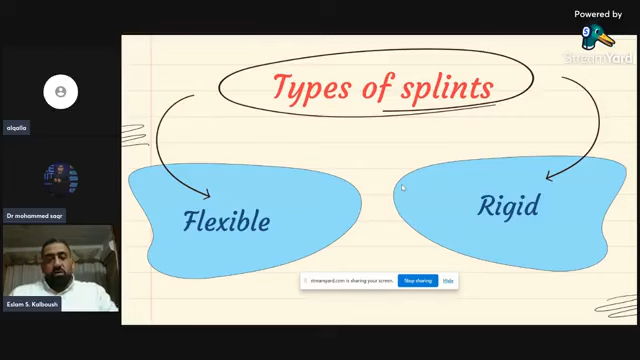 Powered by
StreamYard
Types of splints
alqalla
Flexible
Rigid
Dr mohammed saqr
streamyard.com is sharing your screen.
Stop sharing
Hide
Eslam S. Kalboush